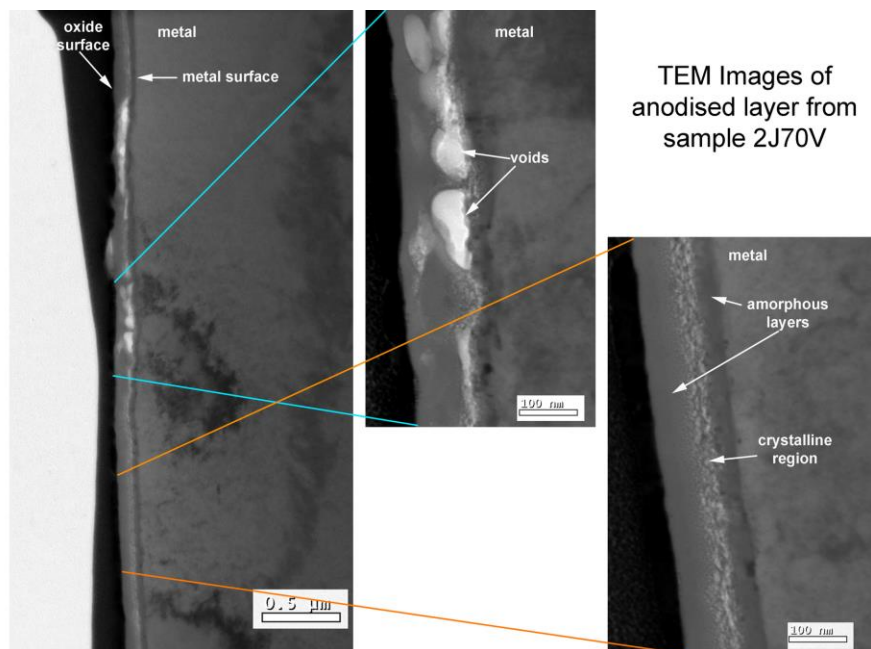 oxide
surface
metal
metal surface
0.5 µm
metal
voids
100 nm
TEM Images of
anodised layer from
sample 2J70V
metal
amorphous
layers
crystalline
region
100 nm